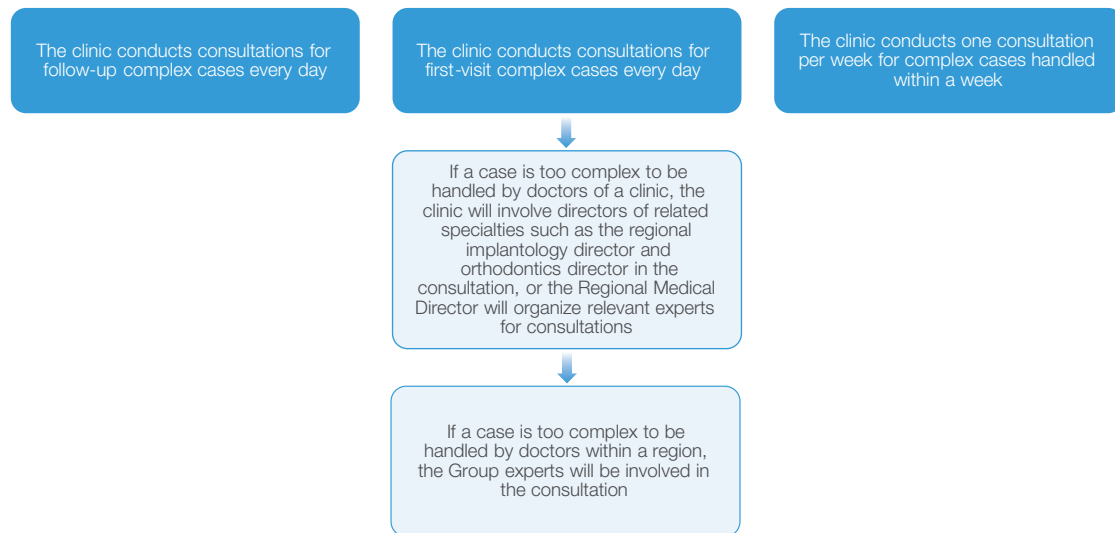 The clinic conducts consultations for
follow-up complex cases every day
The clinic conducts consultations for
first-visit complex cases every day
The clinic conducts one consultation
per week for complex cases handled
within a week
If a case is too complex to be
handled by doctors of a clinic, the
clinic will involve directors of related
specialties such as the regional
implantology director and
orthodontics director in the
consultation, or the Regional Medical
Director will organize relevant experts
for consultations
If a case is too complex to be
handled by doctors within a region,
the Group experts will be involved in
the consultation